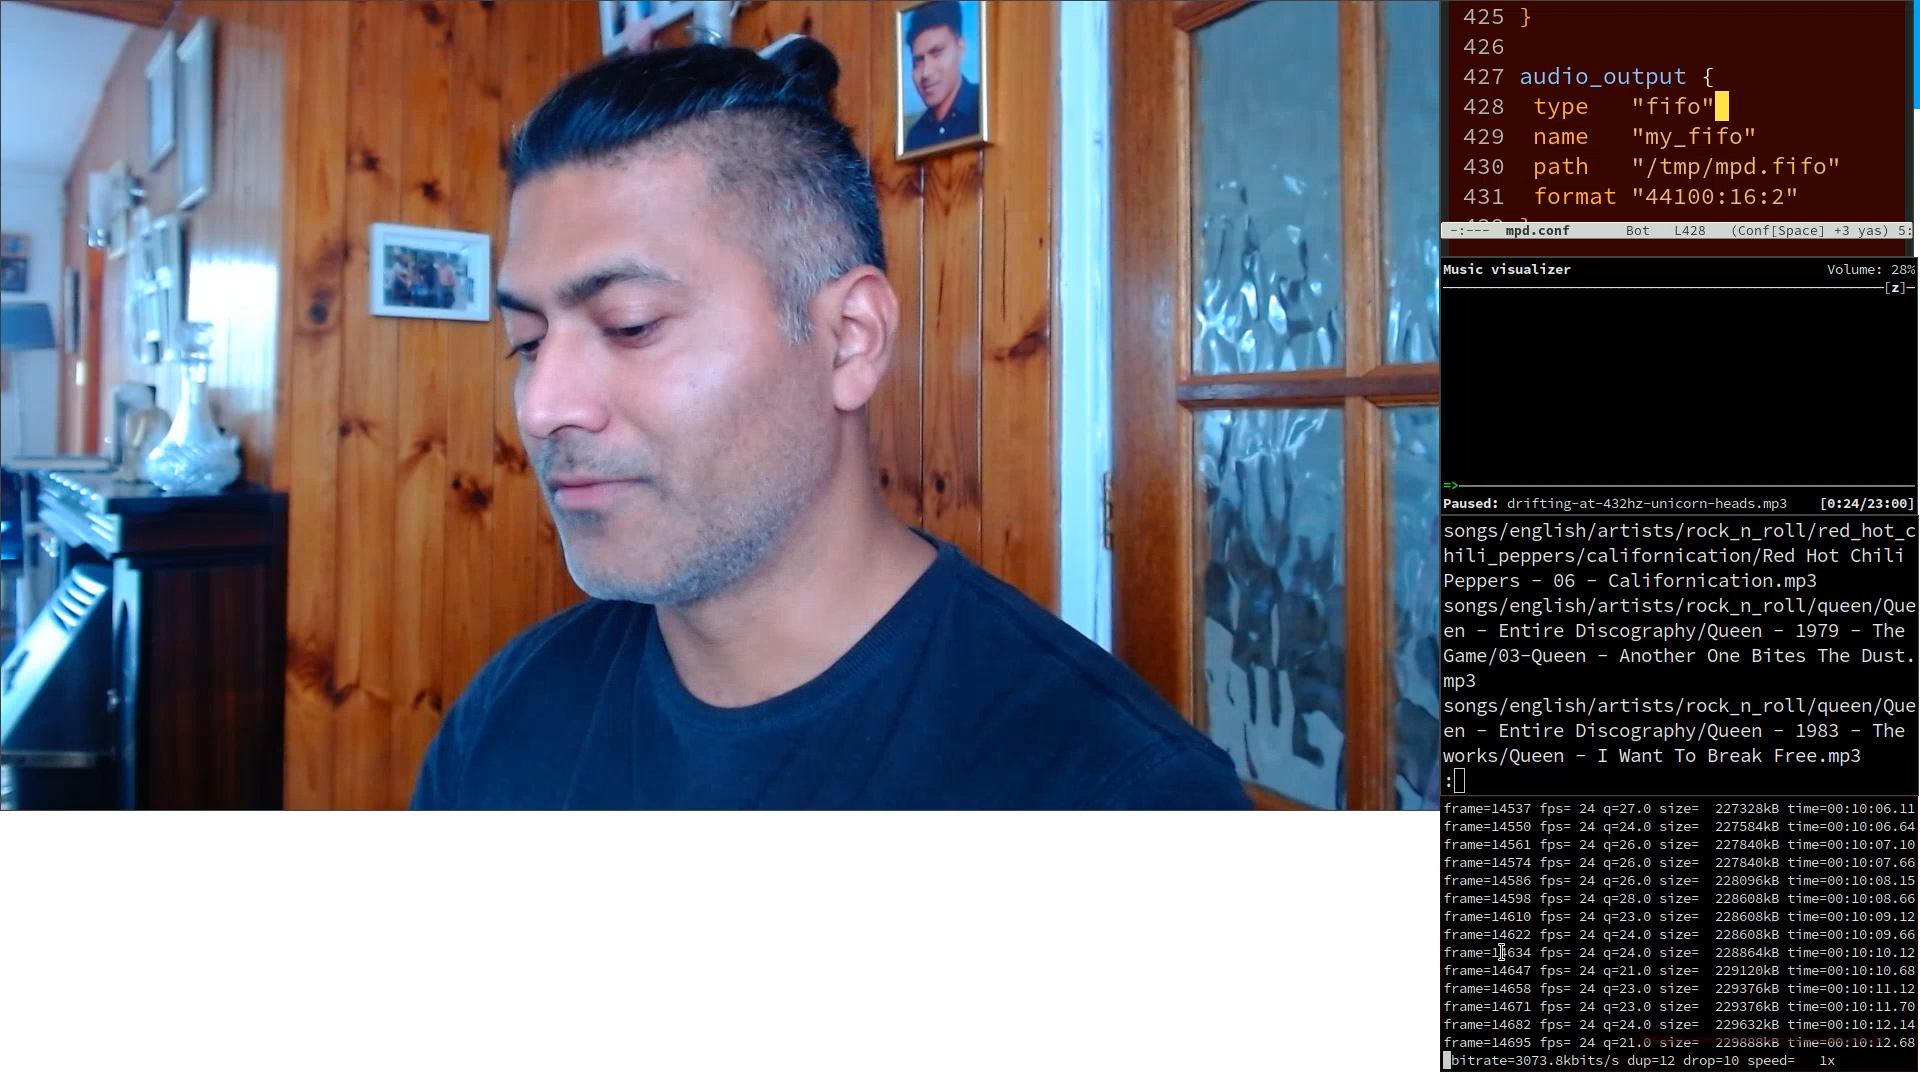 425 }
426
427 audio_output {
428 type "fifo"
429 name "my_fifo"
430 path "/tmp/mpd.fifo"
431 format "44100:16:2"
-:--- mpd.conf Bot L428 (Conf[Space] +3 yas) 5:
Music visualizer Volume: 28%
[z]
=>
Paused: drifting-at-432hz-unicorn-heads.mp3 [0:24/23:00]
songs/english/artists/rock_n_roll/red_hot_c
hili_peppers/californication/Red Hot Chili
Peppers - 06 - Californication.mp3
songs/english/artists/rock_n_roll/queen/Que
en - Entire Discography/Queen - 1979 - The
Game/03-Queen - Another One Bites The Dust.
mp3
songs/english/artists/rock_n_roll/queen/Que
en - Entire Discography/Queen - 1983 - The
works/Queen - I Want To Break Free.mp3
:
frame=14537 fps= 24 q=27.0 size= 227328kB time=00:10:06.11
frame=14550 fps= 24 q=24.0 size= 227584kB time=00:10:06.64
frame=14561 fps= 24 q=26.0 size= 227840kB time=00:10:07.10
frame=14574 fps= 24 q=26.0 size= 227840kB time=00:10:07.66
frame=14586 fps= 24 q=26.0 size= 228096kB time=00:10:08.15
frame=14598 fps= 24 q=28.0 size= 228608kB time=00:10:08.66
frame=14610 fps= 24 q=23.0 size= 228608kB time=00:10:09.12
frame=14622 fps= 24 q=24.0 size= 228608kB time=00:10:09.66
frame=14634 fps= 24 q=24.0 size= 228864kB time=00:10:10.12
frame=14647 fps= 24 q=21.0 size= 229120kB time=00:10:10.68
frame=14658 fps= 24 q=23.0 size= 229376kB time=00:10:11.12
frame=14671 fps= 24 q=23.0 size= 229376kB time=00:10:11.70
frame=14682 fps= 24 q=24.0 size= 229632kB time=00:10:12.14
frame=14695 fps= 24 q=21.0 size= 229888kB time=00:10:12.68
bitrate=3073.8kbits/s dup=12 drop=10 speed= 1x